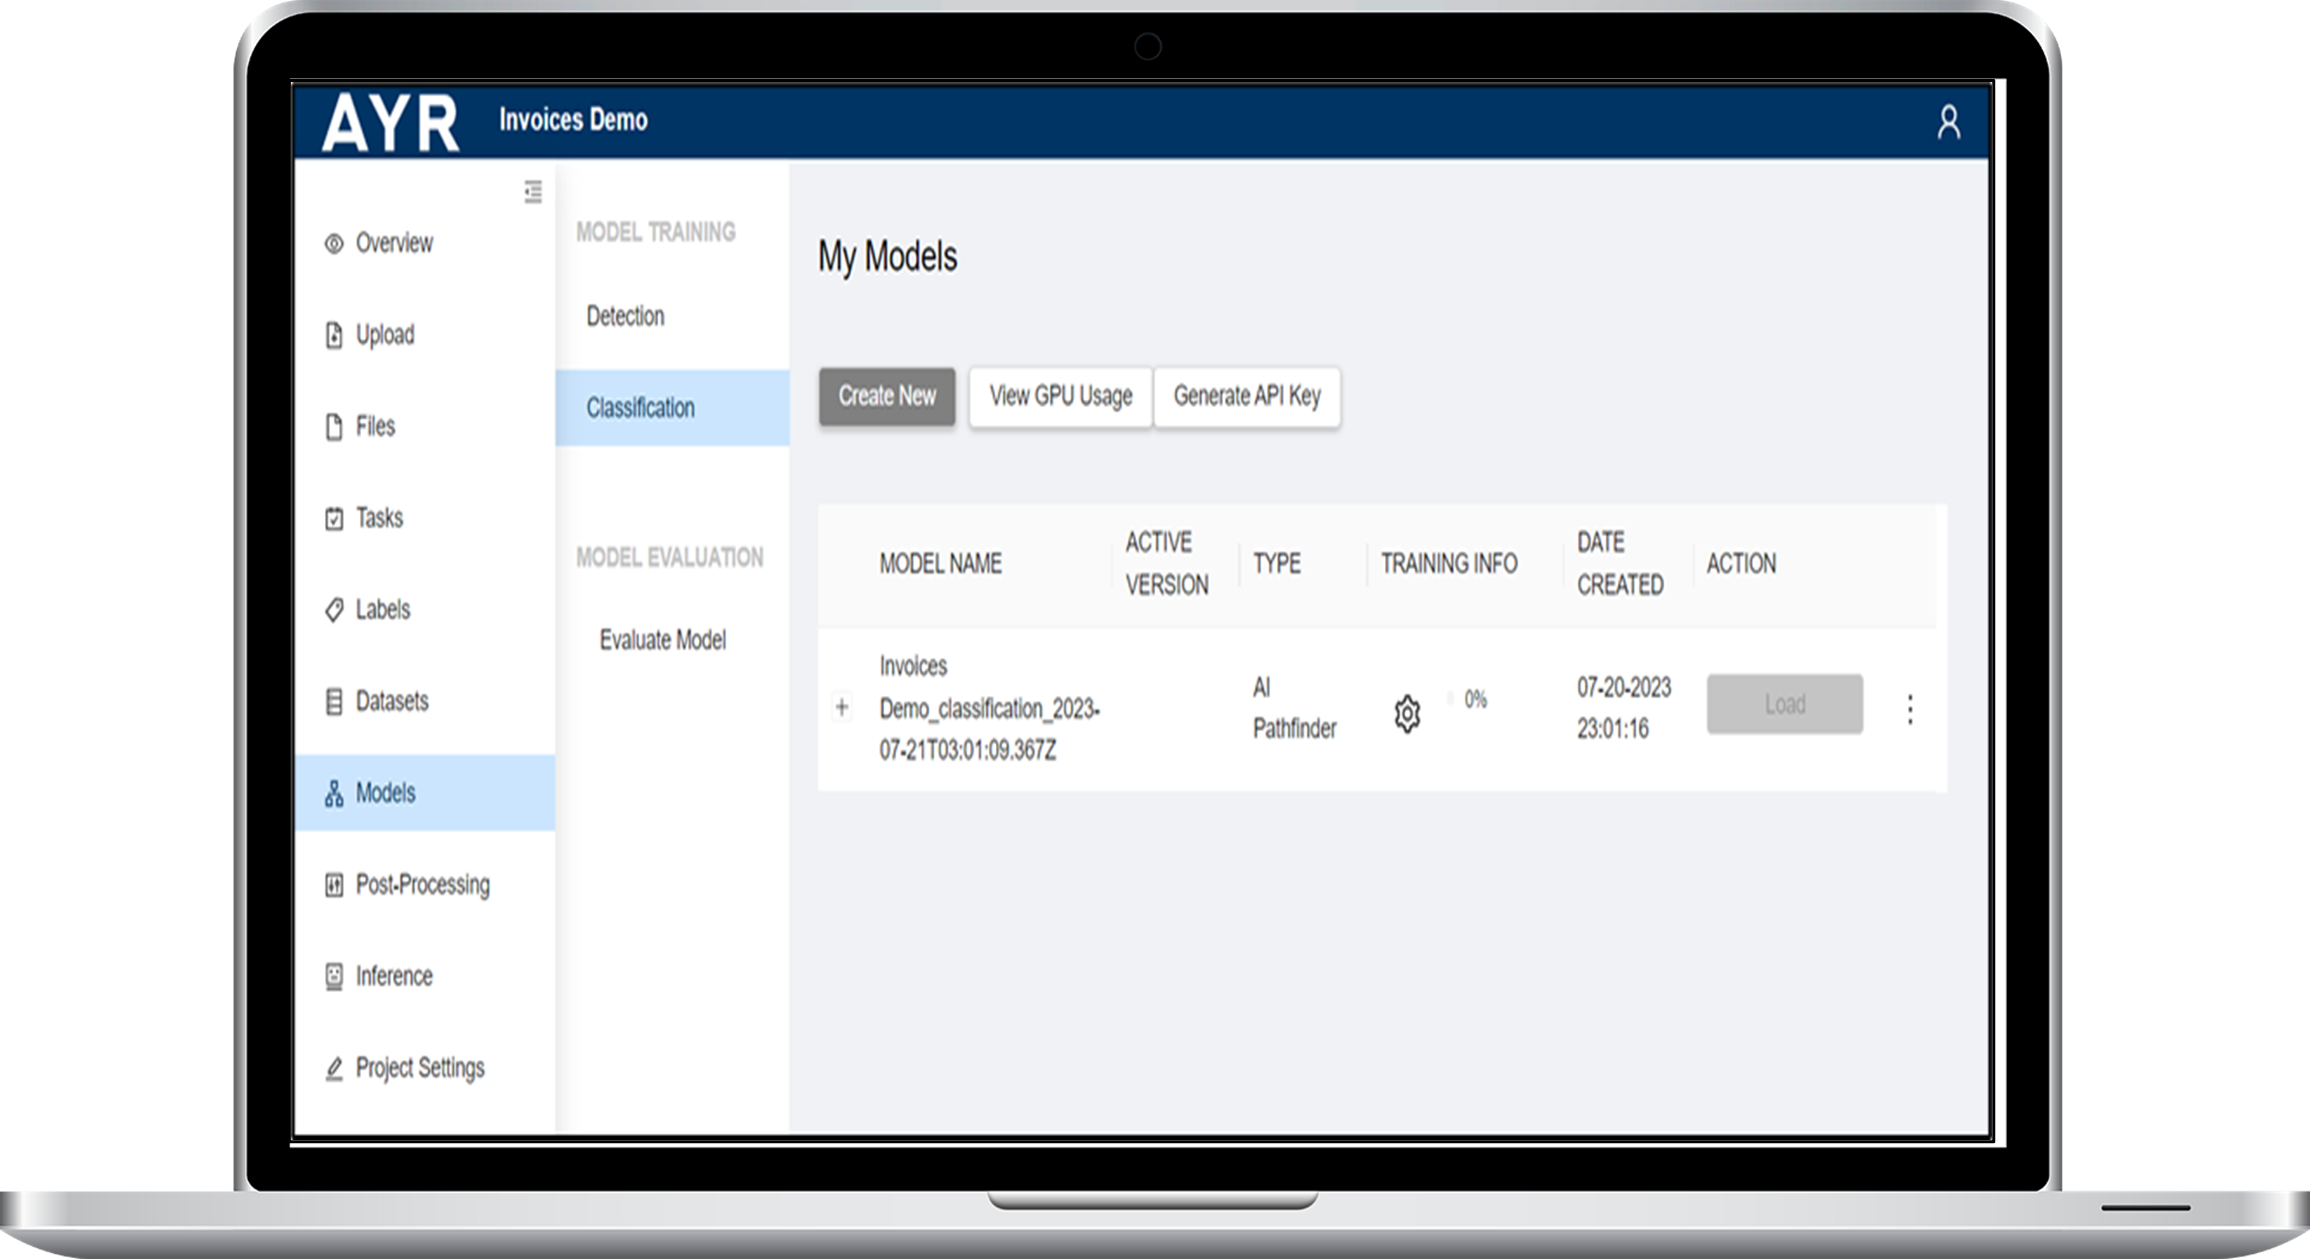 AYR
Invoices Demo
Overview
Upload
Files
Tasks
Labels
Datasets
Models
Post-Processing
Inference
Project Settings
MODEL TRAINING
Detection
Classification
MODEL EVALUATION
Evaluate Model
My Models
Create New
View GPU Usage
Generate API Key
MODEL NAME
ACTIVE
VERSION
TYPE
TRAINING INFO
DATE
CREATED
ACTION
Invoices
Demo_classification_2023-
07-21T03:01:09.367Z
AI
Pathfinder
0%
07-20-2023
23:01:16
Load